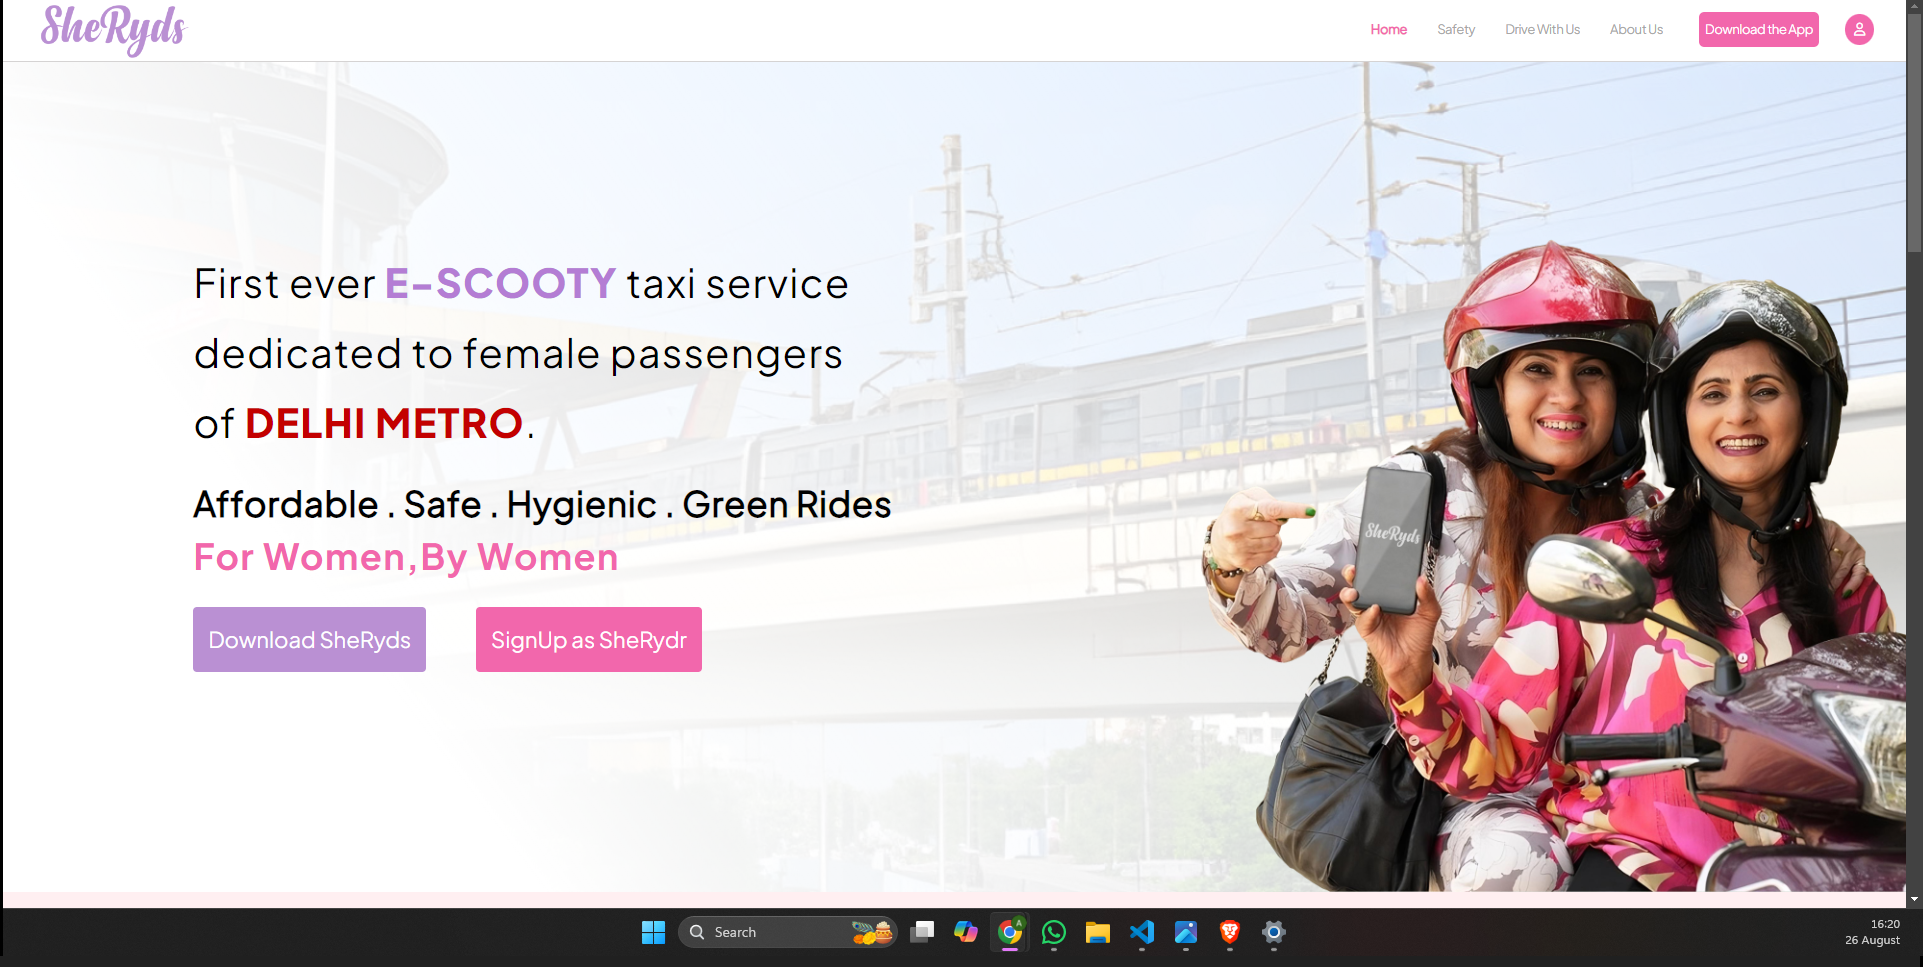 SheRyds
Home
Safety
Drive With Us
About Us
Download the App
First ever E-SCOOTY taxi service
dedicated to female passengers
of DELHI METRO.
Affordable . Safe . Hygienic . Green Rides
For Women,By Women
Download SheRyds
SignUp as SheRydr
SheRyds
Search
A
16:20
26 August